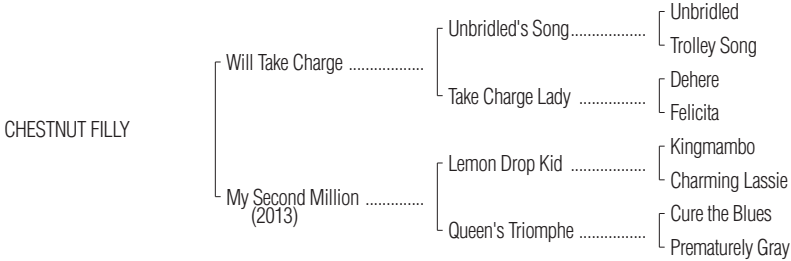 Unbridled
Unbridled's Song..................
Trolley Song
Will Take Charge ..................
Dehere
Take Charge Lady ................
Felicita
CHESTNUT FILLY
Kingmambo
Lemon Drop Kid ..................
Charming Lassie
My Second Million ..............
(2013)
Cure the Blues
Queen's Triomphe ................
Prematurely Gray